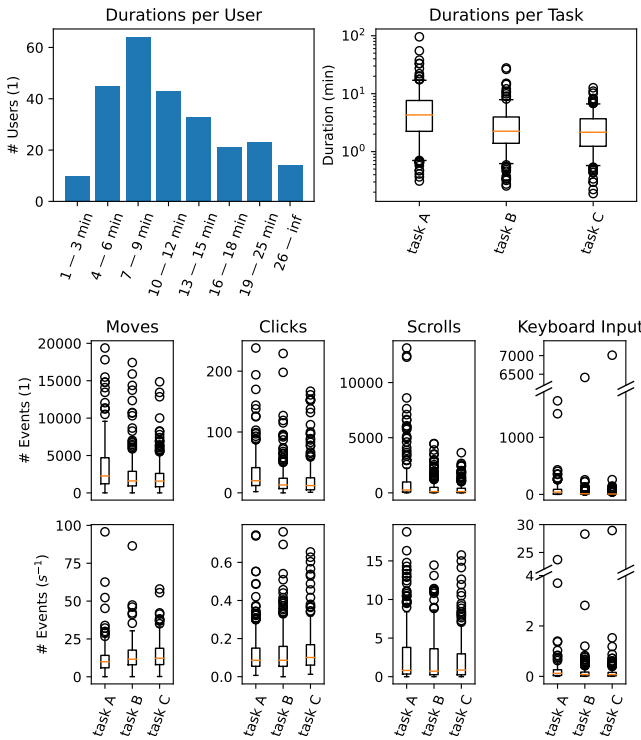 Durations per User
Durations per Task
60
40
20
0
# Users (1)
1 — 3 min
4 — 6 min
7 — 9 min
10 — 12 min
13 — 15 min
16 — 18 min
19 — 25 min
26 — inf
10²
10¹
10⁰
Duration (min)
task A
task B
task C
Moves
Clicks
Scrolls
Keyboard Input
20000
15000
10000
5000
0
# Events (1)
200
100
0
10000
5000
0
7000
6500
1000
0
100
75
50
25
0
# Events (s⁻¹)
0.6
0.4
0.2
0.0
15
10
5
0
30
25
4
2
0
task A
task B
task C
task A
task B
task C
task A
task B
task C
task A
task B
task C